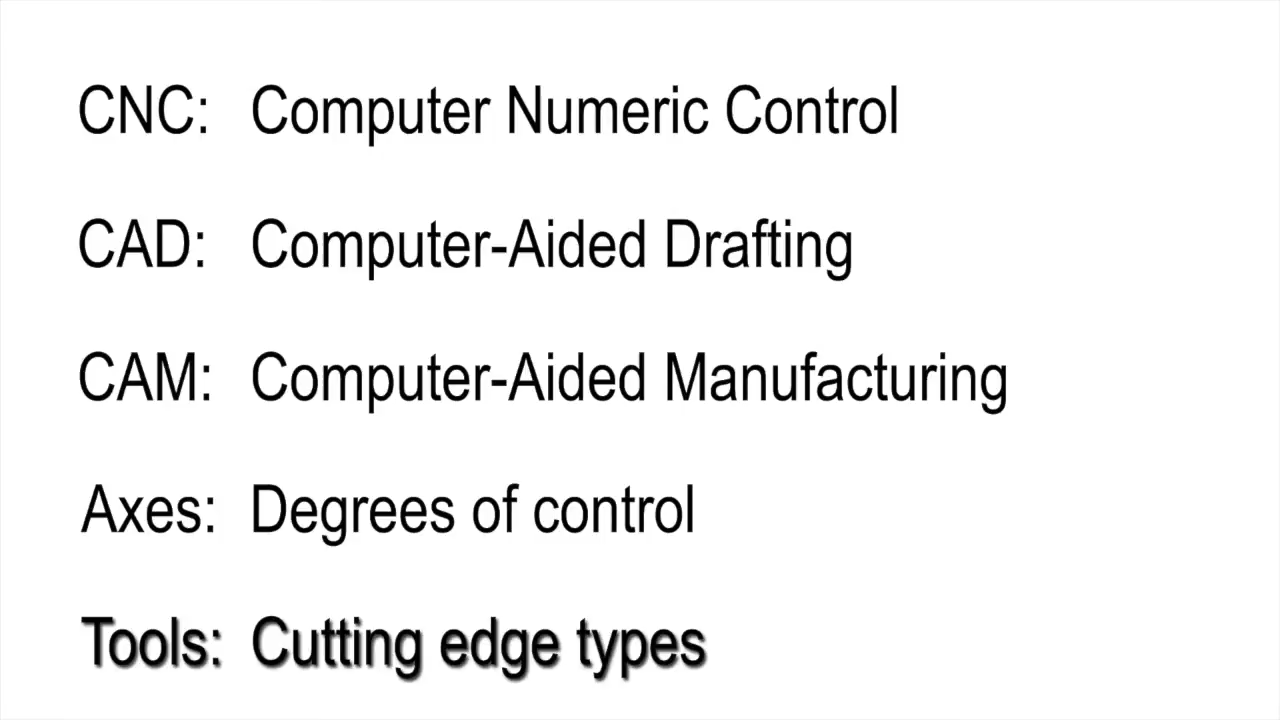 CNC: Computer Numeric Control
CAD: Computer-Aided Drafting
CAM: Computer-Aided Manufacturing
Axes: Degrees of control
Tools: Cutting edge types